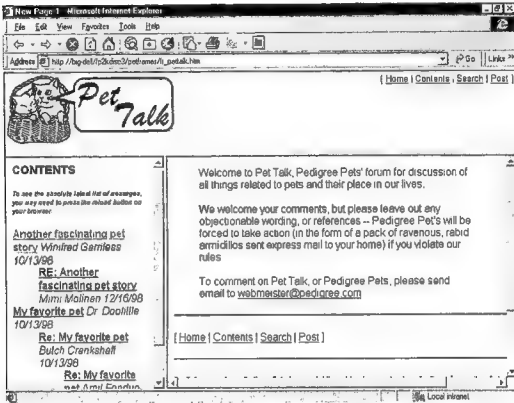 New Page 1 - Microsoft Internet Explorer
File Edit View Favorites Tools Help
Address
Go Links »
[ Home | Contents | Search | Post ]
Pet
Talk
CONTENTS
To see the absolute latest list of messages,
you may need to press the reload button on
your browser.
Another fascinating pet
story Winifred
10/13/98
RE: Another
fascinating pet story
Mimi Molinen 12/16/98
My favorite pet Dr Doolittle
10/13/98
Re: My favorite pet
Butch Crankshaft
10/13/98
Re: My favorite
pet
Welcome to Pet Talk, Pedigree Pets' forum for discussion of
all things related to pets and their place in our lives.
We welcome your comments, but please leave out any
objectionable wording, or references -- Pedigree Pet's will be
forced to take action (in the form of a pack of ravenous, rabid
armidillos sent express mail to your home) if you violate our
rules
To comment on Pet Talk, or Pedigree Pets, please send
email to webmeister@pedigree.com
[ Home | Contents | Search | Post ]
Local intranet